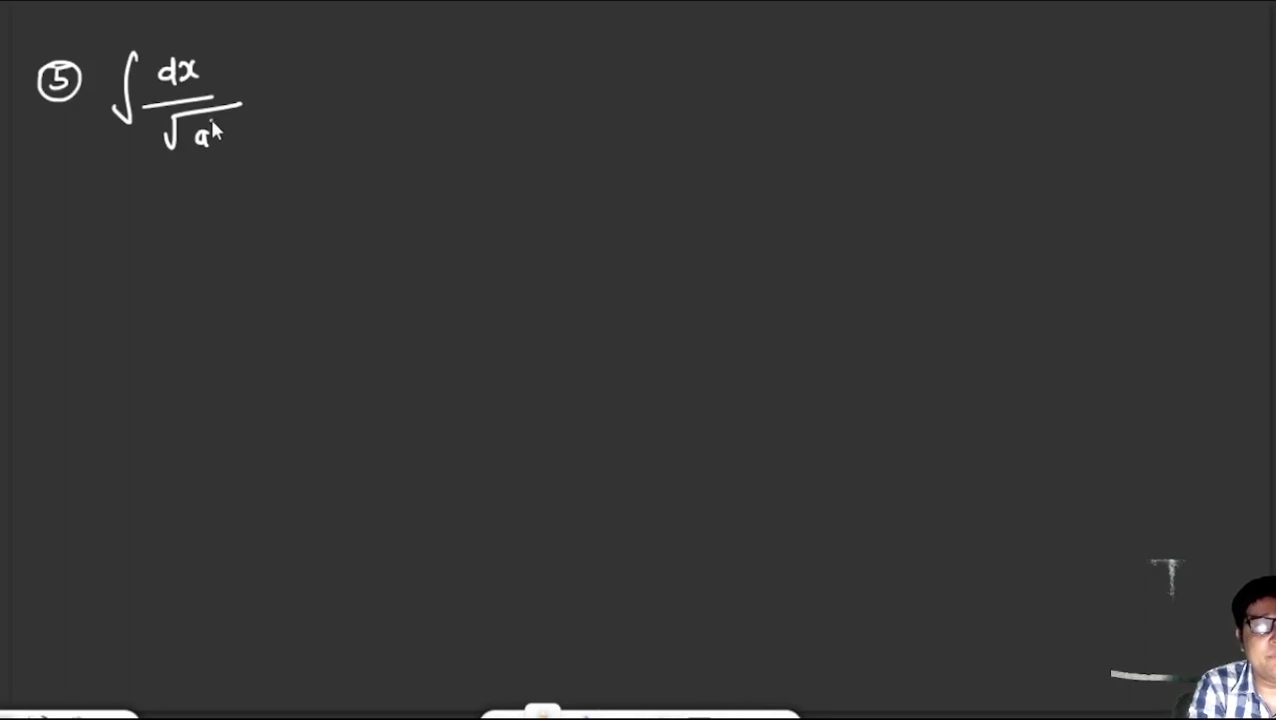 ⑤ ∫ dx / √a